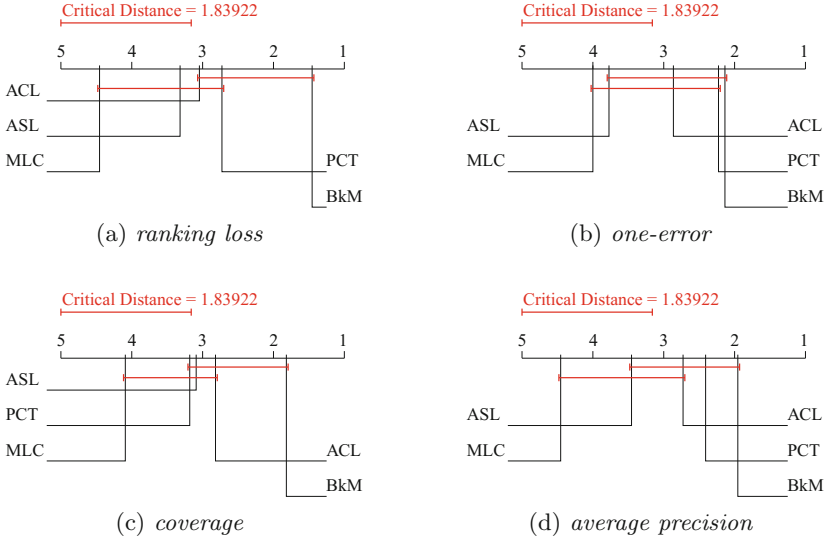 Critical Distance = 1.83922
5 4 3 2 1
ACL
ASL
MLC
PCT
BkM
(a) ranking loss
Critical Distance = 1.83922
5 4 3 2 1
ASL
MLC
ACL
PCT
BkM
(b) one-error
Critical Distance = 1.83922
5 4 3 2 1
ASL
PCT
MLC
ACL
BkM
(c) coverage
Critical Distance = 1.83922
5 4 3 2 1
ASL
MLC
ACL
PCT
BkM
(d) average precision